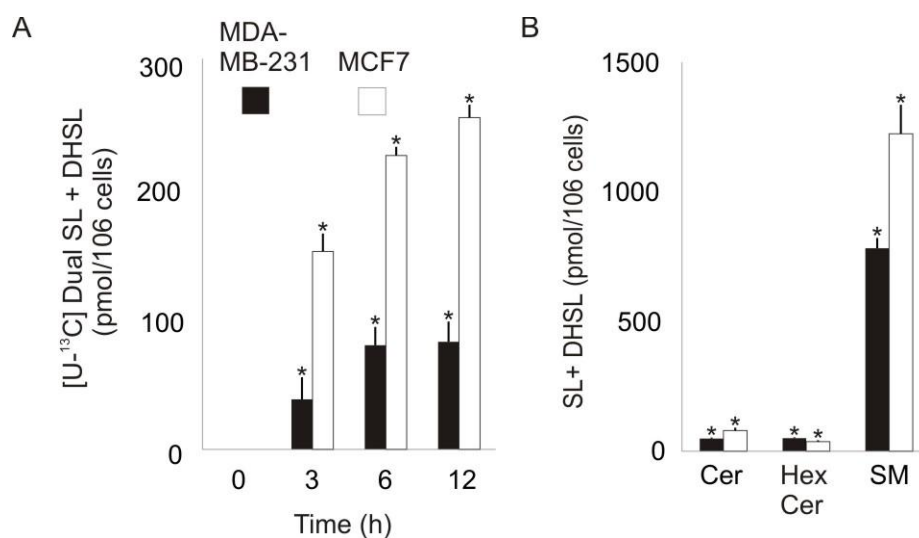 A
MDA-
MB-231
MCF7
300
200
100
0
[U-¹³C] Dual SL + DHSL
(pmol/106 cells)
*
*
*
*
*
*
0
3
6
12
Time (h)
B
1500
1000
500
0
SL+ DHSL (pmol/106 cells)
*
*
*
*
*
*
Cer
Hex
Cer
SM